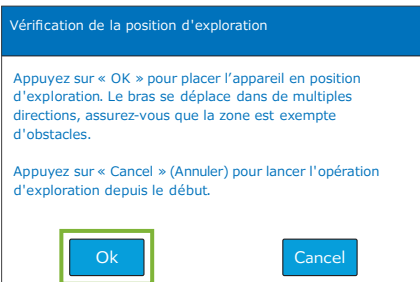 Vérification de la position d'exploration
Appuyez sur « OK » pour placer l’appareil en position
d'exploration. Le bras se déplace dans de multiples
directions, assurez-vous que la zone est exempte
d'obstacles.
Appuyez sur « Cancel » (Annuler) pour lancer l'opération
d'exploration depuis le début.
Ok
Cancel